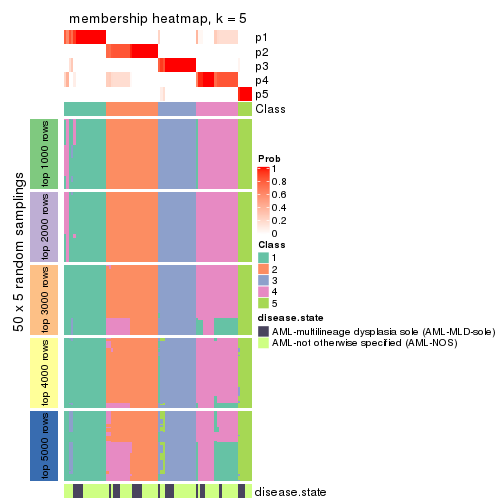 membership heatmap, k = 5
p1
p2
p3
p4
p5
Class
50 x 5 random samplings
top 1000 rows
top 2000 rows
top 3000 rows
top 4000 rows
top 5000 rows
disease.state
Prob
1
0.8
0.6
0.4
0.2
0
Class
1
2
3
4
5
disease.state
AML-multilineage dysplasia sole (AML-MLD-sole)
AML-not otherwise specified (AML-NOS)